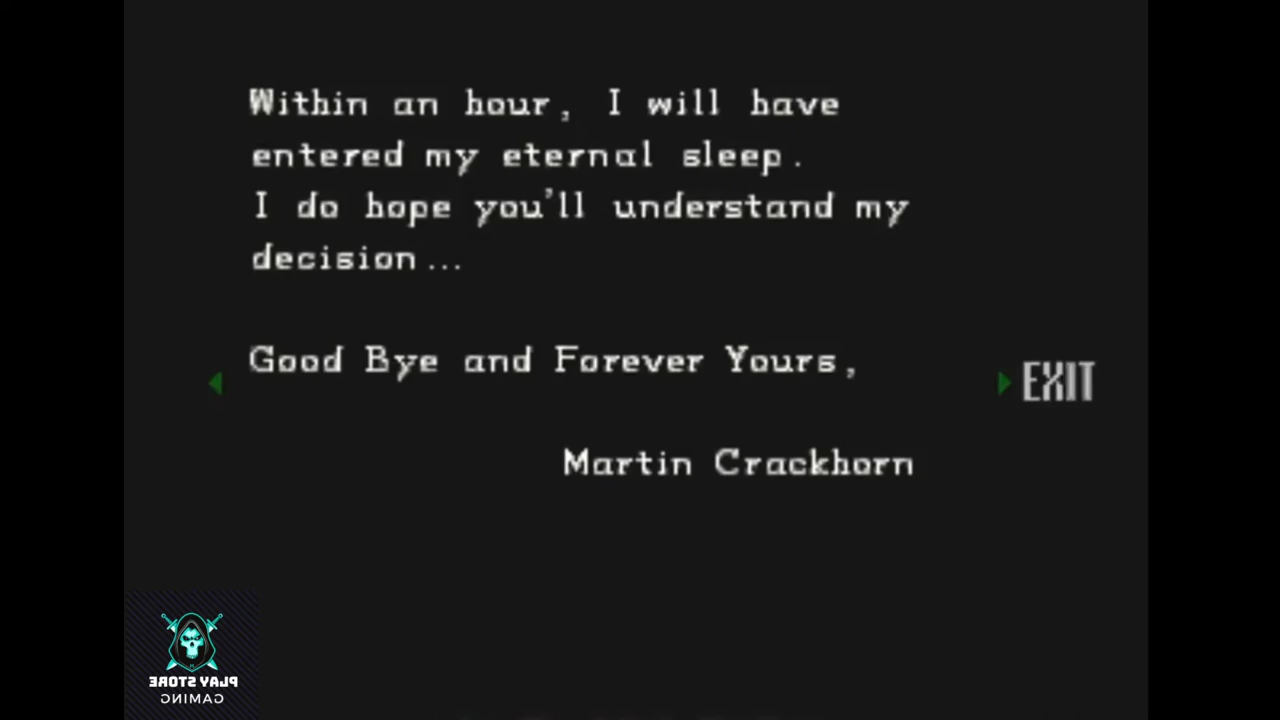 Within an hour, I will have
entered my eternal sleep.
I do hope you'll understand my
decision...
Good Bye and Forever Yours,
EXIT
Martin Crackhorn
PLAY STORE
GAMING